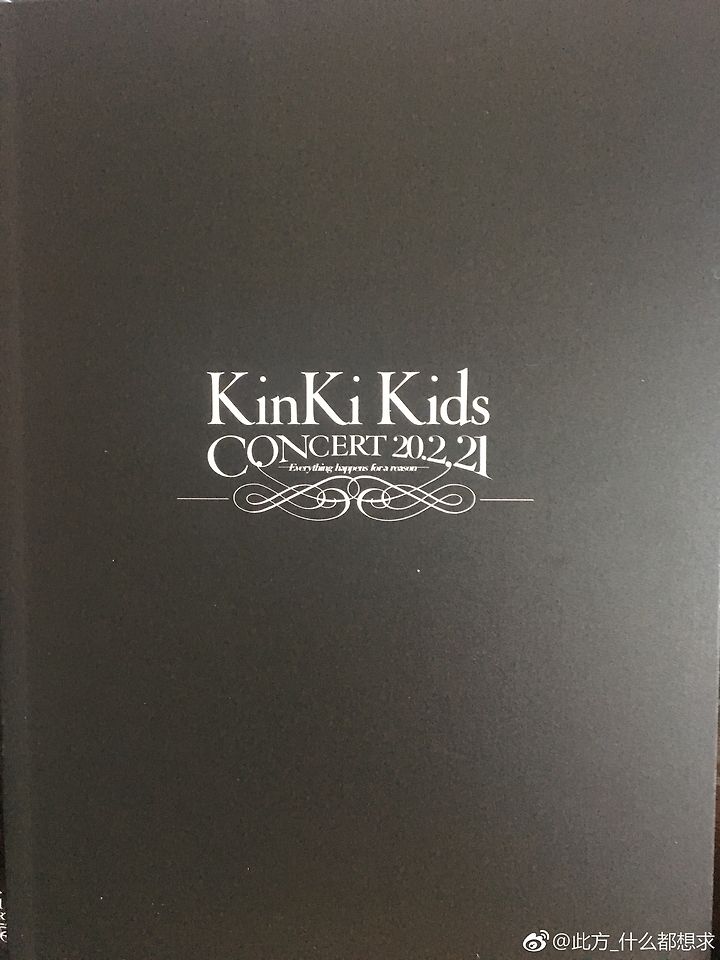 KinKi Kids
CONCERT 20.2.21
Everything happens for a reason
@此方_什么都想求